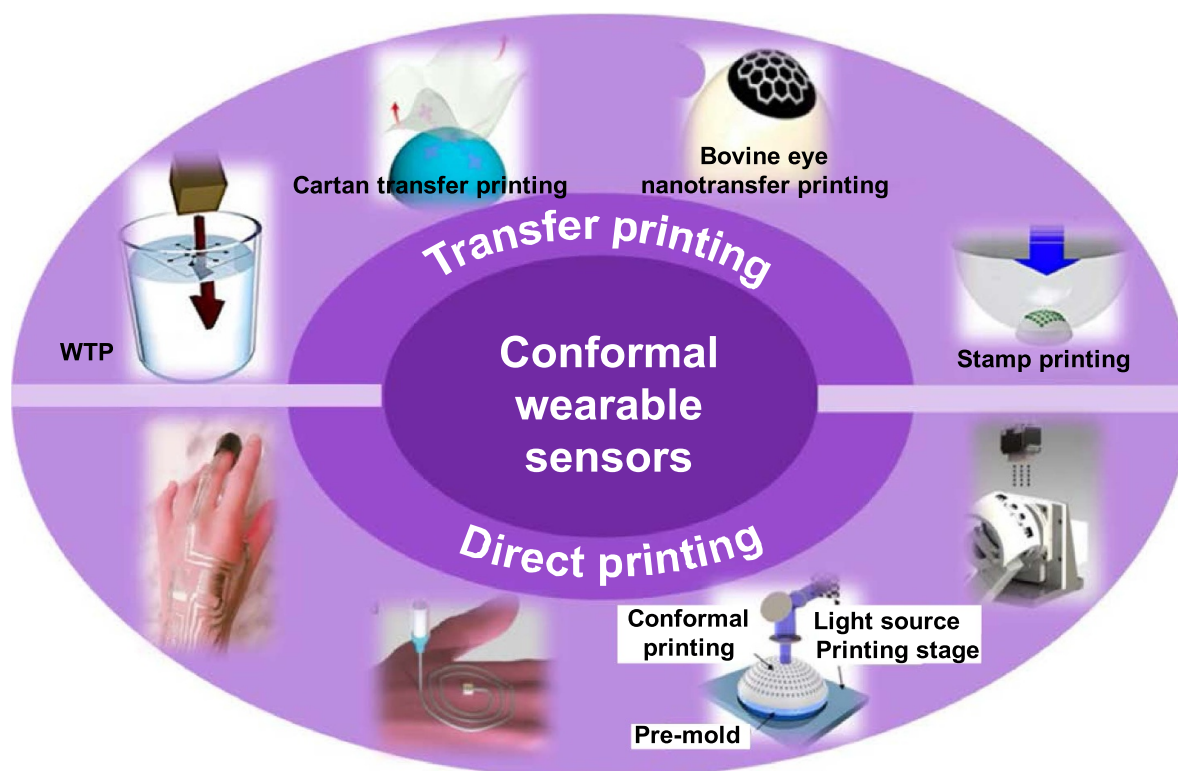 Cartan transfer printing
Bovine eye
nanotransfer printing
Transfer printing
WTP
Stamp printing
Conformal
wearable
sensors
Direct printing
Conformal
printing
Light source
Printing stage
Pre-mold